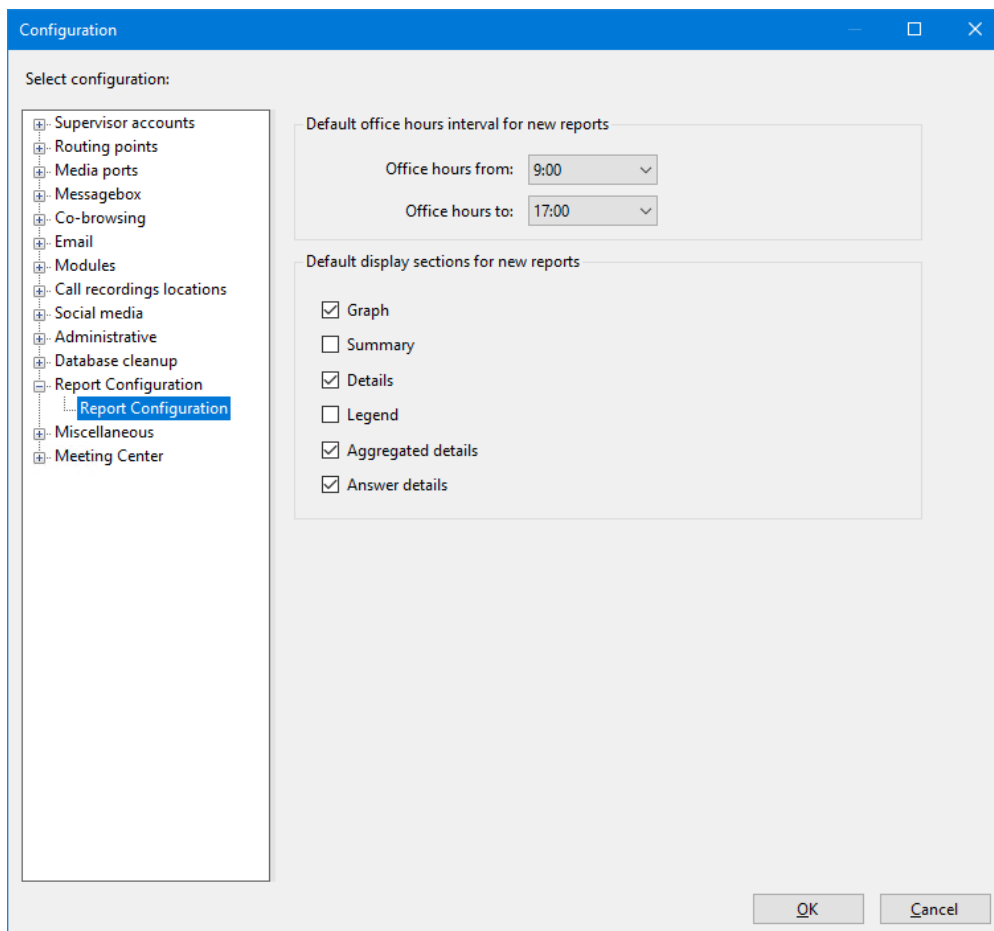 Configuration
Select configuration:
Supervisor accounts
Routing points
Media ports
Messagebox
Co-browsing
Email
Modules
Call recordings locations
Social media
Administrative
Database cleanup
Report Configuration
Report Configuration
Miscellaneous
Meeting Center
Default office hours interval for new reports
Office hours from: 9:00
Office hours to: 17:00
Default display sections for new reports
Graph
Summary
Details
Legend
Aggregated details
Answer details
OK Cancel